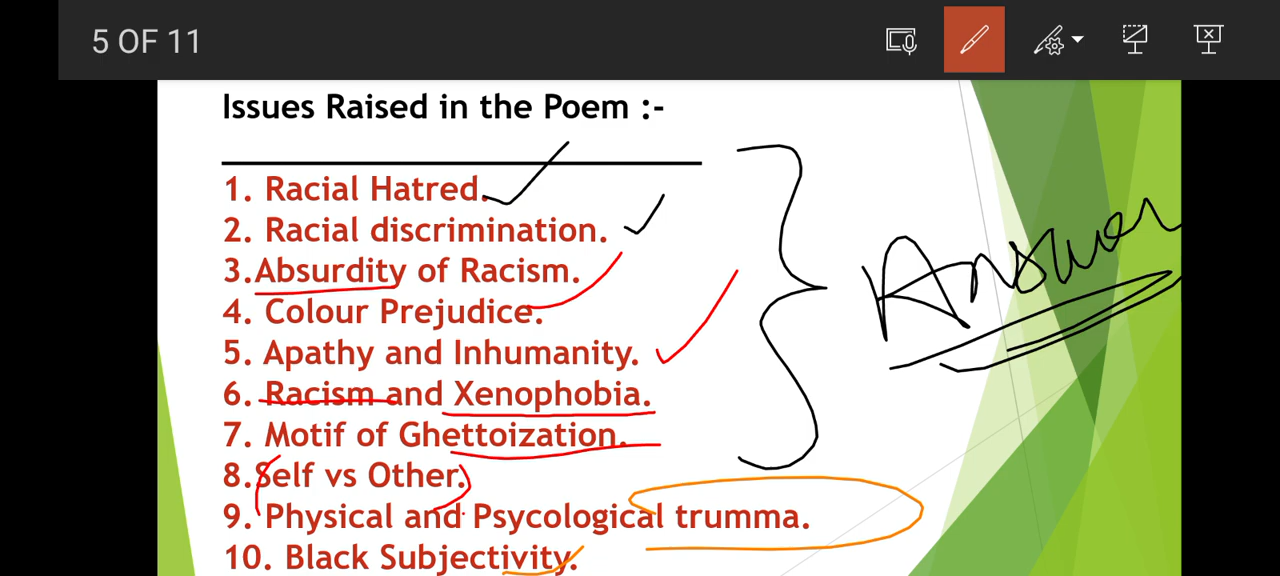 5 OF 11
Issues Raised in the Poem :-
1. Racial Hatred.
2. Racial discrimination.
3.Absurdity of Racism.
4. Colour Prejudice.
5. Apathy and Inhumanity.
6. Racism and Xenophobia.
7. Motif of Ghettoization.
8.Self vs Other.
9. Physical and Psycological trumma.
10. Black Subjectivity.
Answer